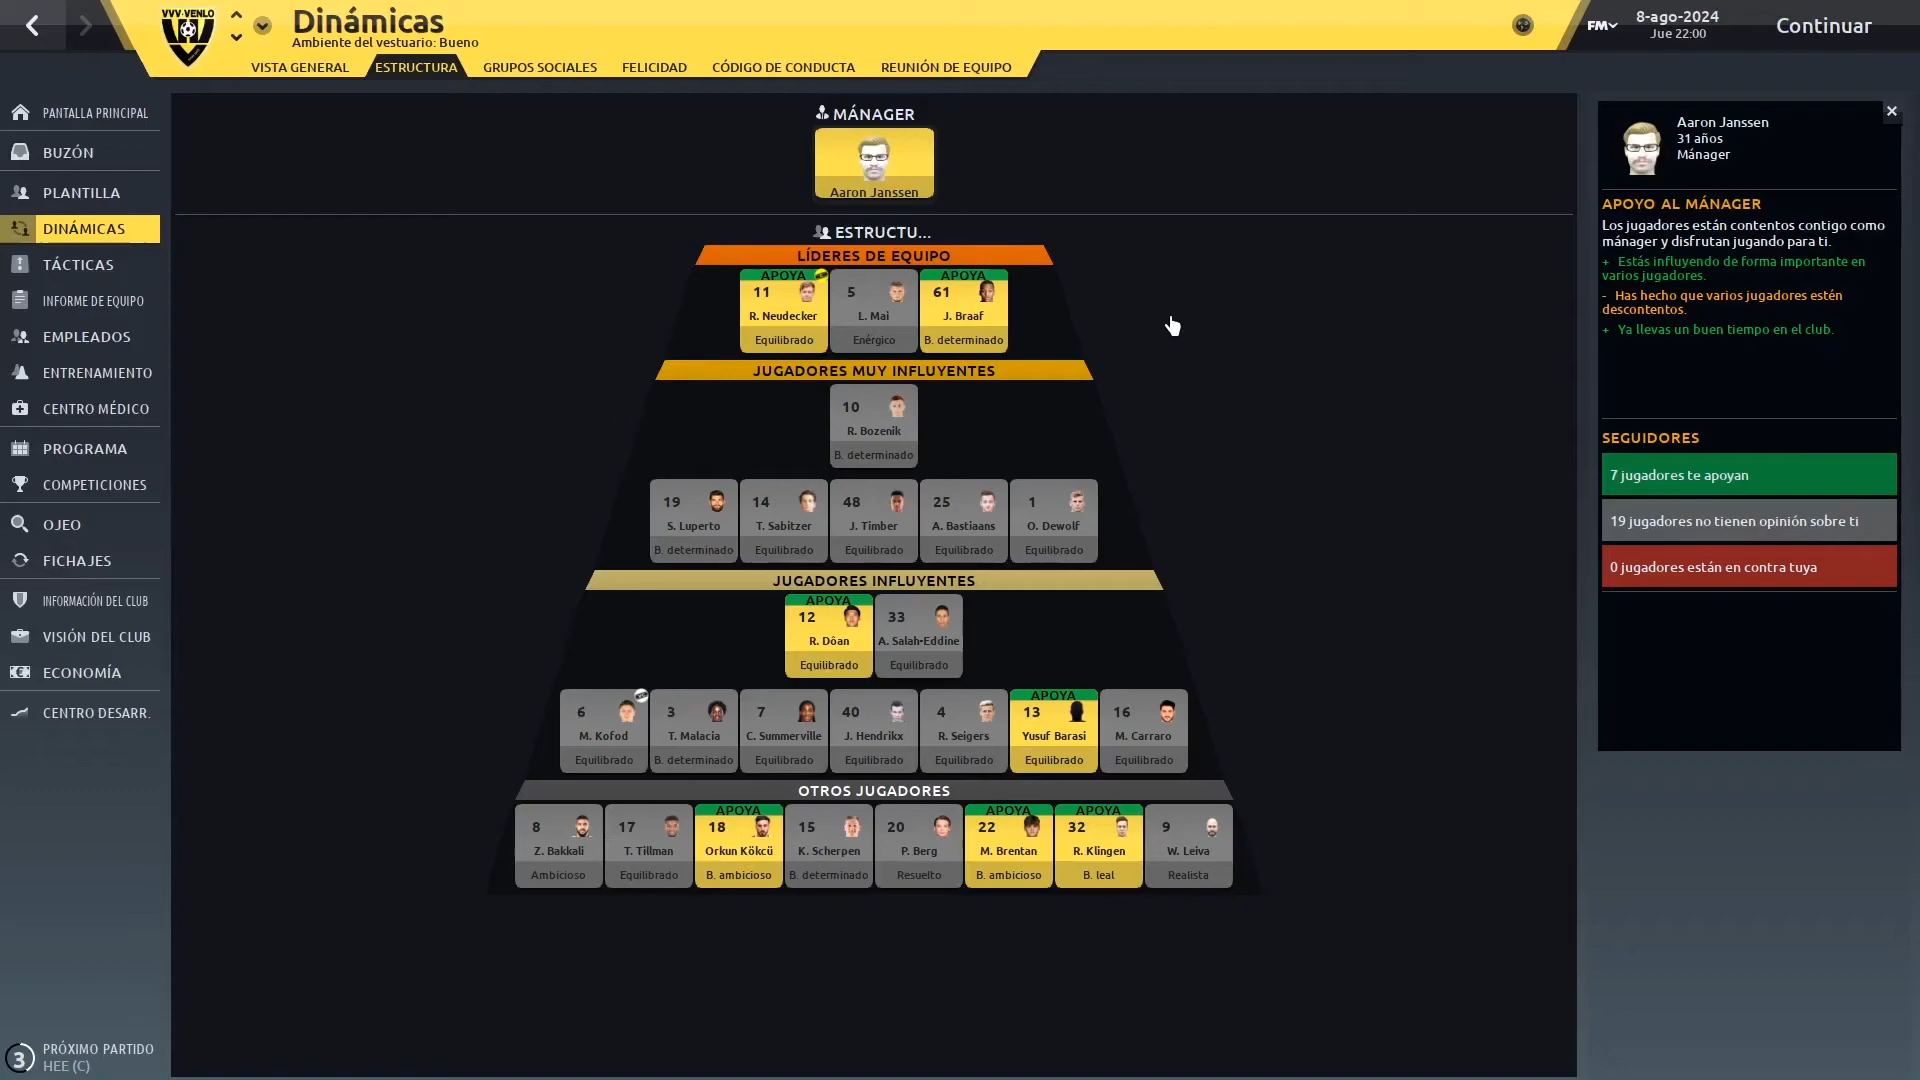 VVV-VENLO
Dinámicas
Ambiente del vestuario: Bueno
FM
8-ago-2024
Jue 22:00
Continuar
VISTA GENERAL
ESTRUCTURA
GRUPOS SOCIALES
FELICIDAD
CÓDIGO DE CONDUCTA
REUNIÓN DE EQUIPO
PANTALLA PRINCIPAL
BUZÓN
PLANTILLA
DINÁMICAS
TÁCTICAS
INFORME DE EQUIPO
EMPLEADOS
ENTRENAMIENTO
CENTRO MÉDICO
PROGRAMA
COMPETICIONES
OJEO
FICHAJES
INFORMACIÓN DEL CLUB
VISIÓN DEL CLUB
ECONOMÍA
CENTRO DESARR.
3
PRÓXIMO PARTIDO
HEE (C)
MÁNAGER
Aaron Janssen
ESTRUCTU...
LÍDERES DE EQUIPO
APOYA
11
R. Neudecker
Equilibrado
5
L. Mai
Enérgico
APOYA
61
J. Braaf
B. determinado
JUGADORES MUY INFLUYENTES
10
R. Bozenik
B. determinado
19
S. Luperto
B. determinado
14
T. Sabitzer
Equilibrado
48
J. Timber
Equilibrado
25
A. Bastiaans
Equilibrado
1
O. Dewolf
Equilibrado
JUGADORES INFLUYENTES
APOYA
12
R. Dôan
Equilibrado
33
A. Salah-Eddine
Equilibrado
6
M. Kofod
Equilibrado
3
T. Malacia
B. determinado
7
C. Summerville
Equilibrado
40
J. Hendrikx
Equilibrado
4
R. Seigers
Equilibrado
APOYA
13
Yusuf Barasi
Equilibrado
16
M. Carraro
Equilibrado
OTROS JUGADORES
8
Z. Bakkali
Ambicioso
17
T. Tillman
Equilibrado
APOYA
18
Orkun Kökcü
B. ambicioso
15
K. Scherpen
B. determinado
20
P. Berg
Resuelto
APOYA
22
M. Brentan
B. ambicioso
APOYA
32
R. Klingen
B. leal
9
W. Leiva
Realista
Aaron Janssen
31 años
Mánager
APOYO AL MÁNAGER
Los jugadores están contentos contigo como
mánager y disfrutan jugando para ti.
+ Estás influyendo de forma importante en
varios jugadores.
- Has hecho que varios jugadores estén
descontentos.
+ Ya llevas un buen tiempo en el club.
SEGUIDORES
7 jugadores te apoyan
19 jugadores no tienen opinión sobre ti
0 jugadores están en contra tuya